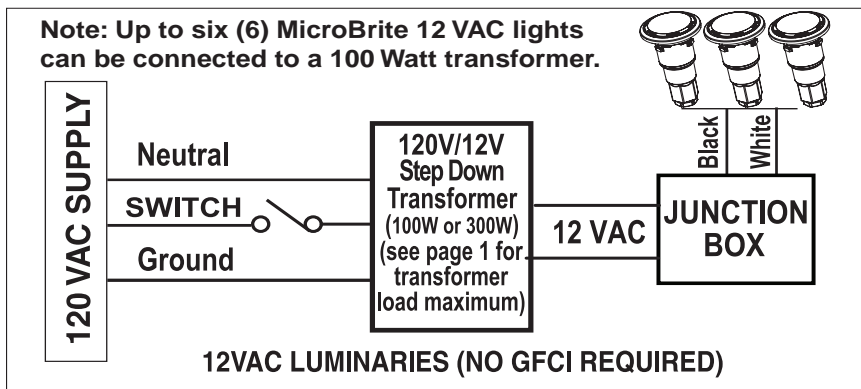 Note: Up to six (6) MicroBrite 12 VAC lights
can be connected to a 100 Watt transformer.
120 VAC SUPPLY
Neutral
SWITCH
Ground
120V/12V
Step Down
Transformer
(100W or 300W)
(see page 1 for
transformer
load maximum)
12 VAC
Black
White
JUNCTION
BOX
12VAC LUMINARIES (NO GFCI REQUIRED)